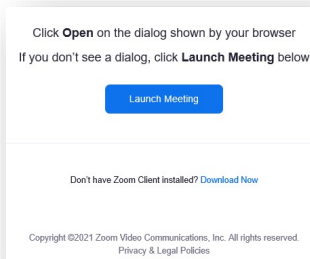 Click Open on the dialog shown by your browser
If you don't see a dialog, click Launch Meeting below
Launch Meeting
Don't have Zoom Client installed? Download Now
Copyright ©2021 Zoom Video Communications, Inc. All rights reserved.
Privacy & Legal Policies